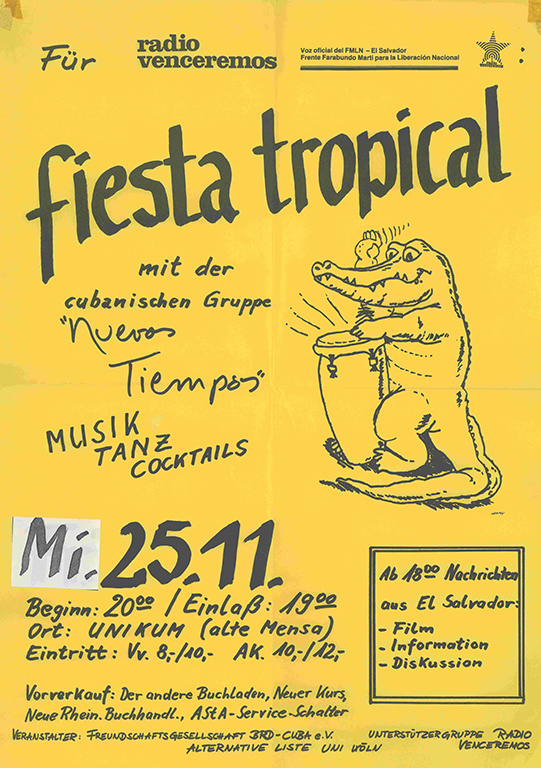 Für
radio
venceremos
Voz oficial del FMLN – El Salvador
Frente Farabundo Martí para la Liberación Nacional
:
fiesta tropical
mit der
cubanischen Gruppe
"Nuevos
Tiempos"
MUSIK
TANZ
COCKTAILS
Mi. 25.11.
Beginn: 20⁰⁰ / Einlaß: 19⁰⁰
Ort: UNIKUM (alte Mensa)
Eintritt: Vv. 8,-/10,- AK. 10,-/12,-
Ab 18⁰⁰ Nachrichten
aus El Salvador:
- Film
- Information
- Diskussion
Vorverkauf: Der andere Buchladen, Neuer Kurs,
Neue Rhein. Buchhandl., AStA-Service-Schalter
VERANSTALTER: FREUNDSCHAFTSGESELLSCHAFT BRD-CUBA e.V.
ALTERNATIVE LISTE UNI KÖLN
UNTERSTÜTZERGRUPPE RADIO
VENCEREMOS